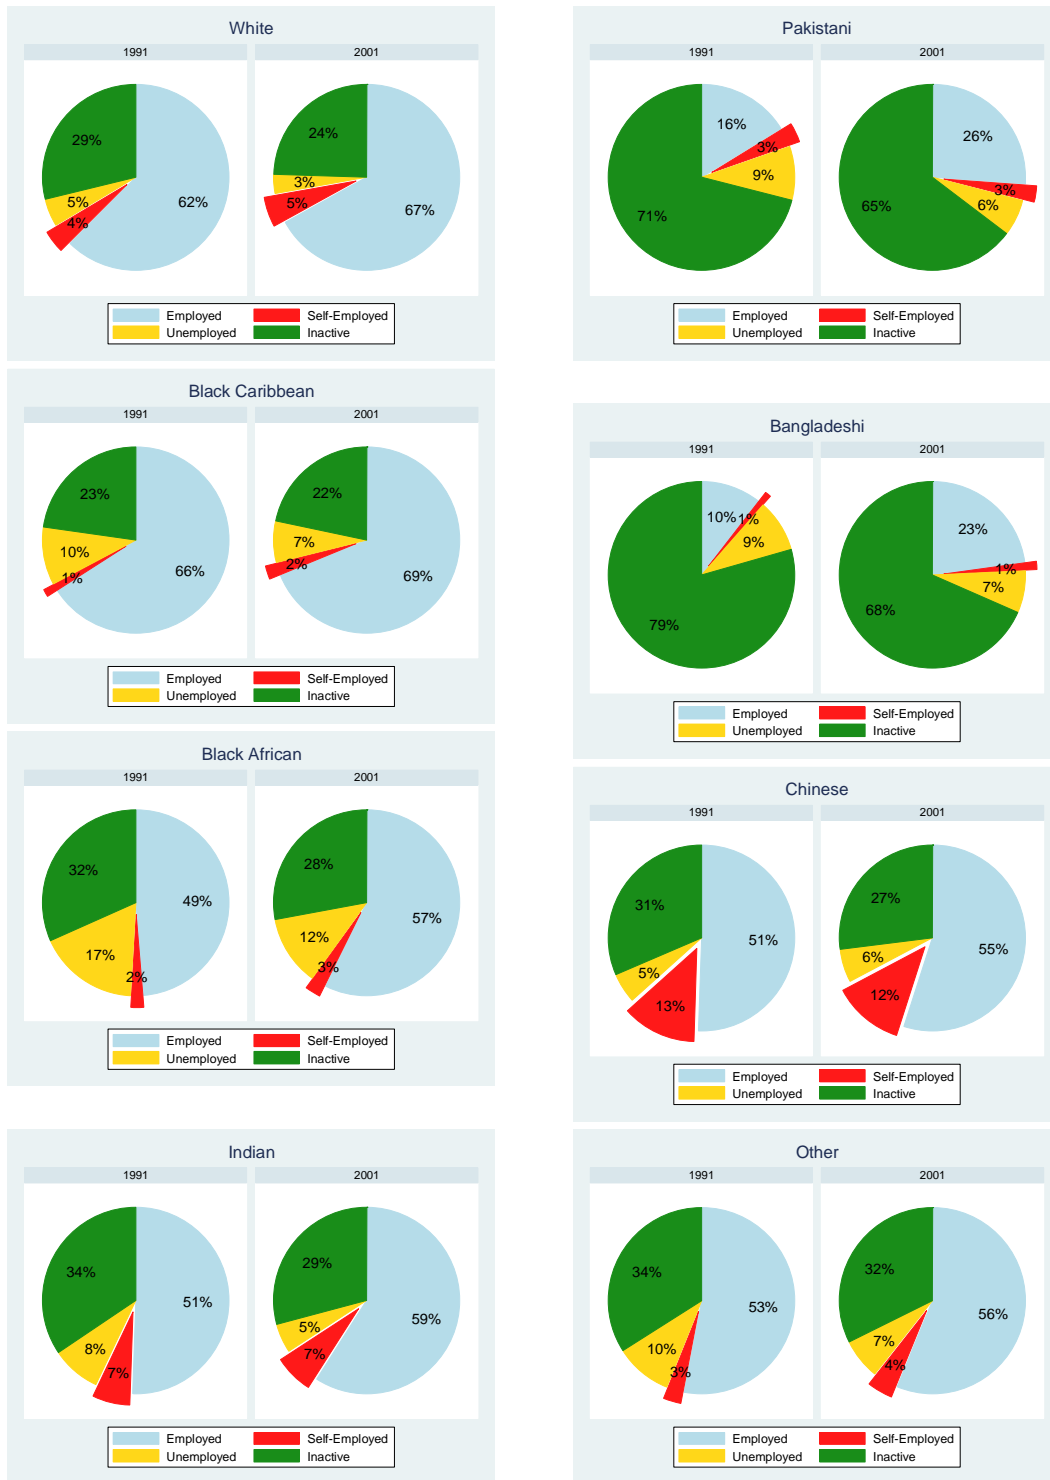 White
1991 2001
29% 5% 4% 62%
24% 3% 5% 67%
Employed Self-Employed
Unemployed Inactive
Black Caribbean
1991 2001
23% 10% 1% 66%
22% 7% 2% 69%
Employed Self-Employed
Unemployed Inactive
Black African
1991 2001
32% 17% 2% 49%
28% 12% 3% 57%
Employed Self-Employed
Unemployed Inactive
Indian
1991 2001
34% 8% 7% 51%
29% 5% 7% 59%
Employed Self-Employed
Unemployed Inactive
Pakistani
1991 2001
16% 3% 9% 71%
26% 3% 6% 65%
Employed Self-Employed
Unemployed Inactive
Bangladeshi
1991 2001
10% 1% 9% 79%
23% 1% 7% 68%
Employed Self-Employed
Unemployed Inactive
Chinese
1991 2001
31% 5% 13% 51%
27% 6% 12% 55%
Employed Self-Employed
Unemployed Inactive
Other
1991 2001
34% 10% 3% 53%
32% 7% 4% 56%
Employed Self-Employed
Unemployed Inactive